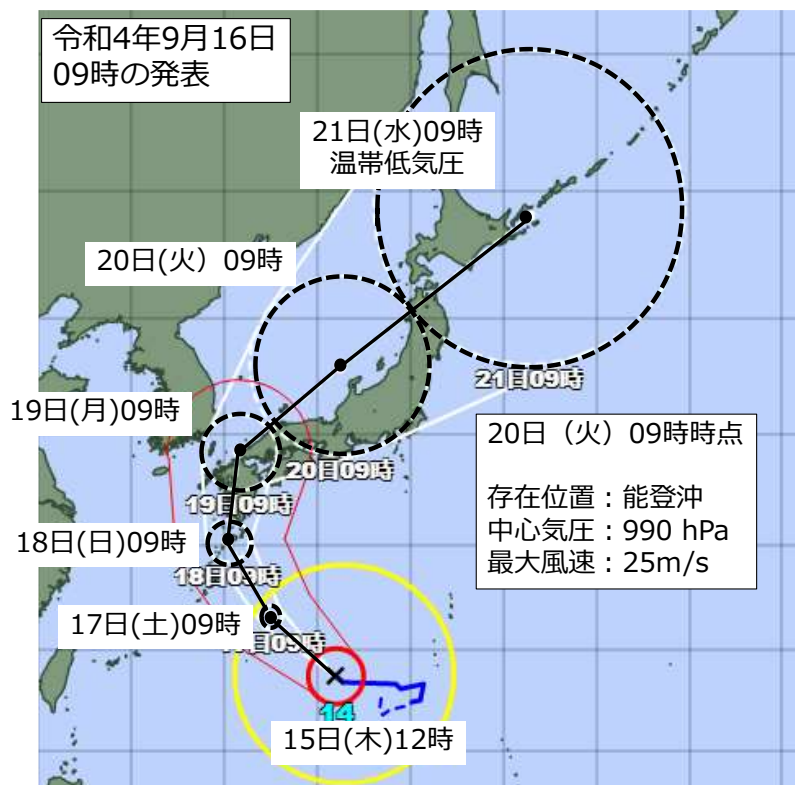 令和4年9月16日
09時の発表
21日(水)09時
温帯低気圧
20日(火）09時
21日09時
19日(月)09時
20日09時
19日09時
20日（火）09時時点
存在位置：能登沖
中心気圧：990 hPa
最大風速：25m/s
18日(日)09時
18日09時
17日(土)09時
日09時
14
15日(木)12時